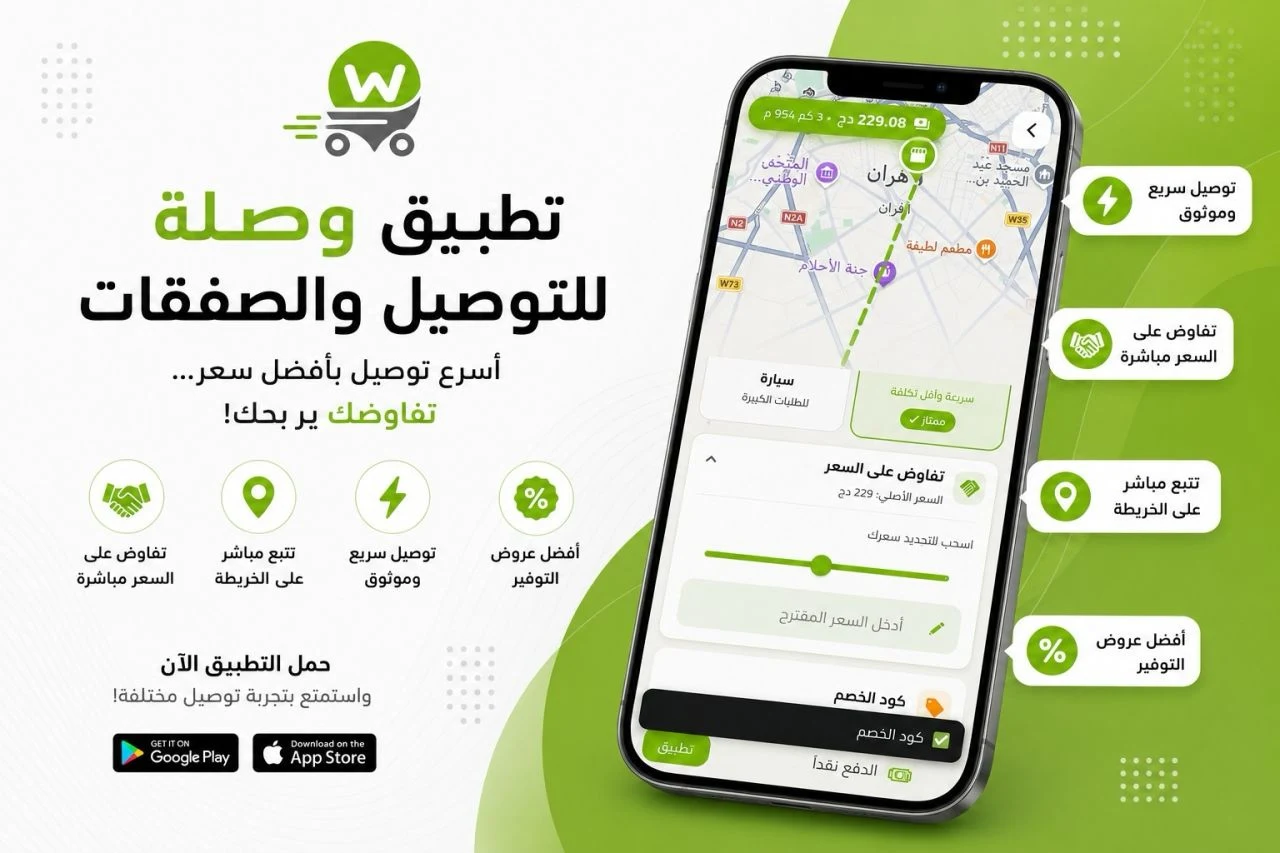 W
تطبيق وصلة
للتوصيل والصفقات
أسرع توصيل بأفضل سعر...
تفاوضك ير بحك!
أفضل عروض
التوفير
توصيل سريع
وموثوق
تتبع مباشر
على الخريطة
تفاوض على
السعر مباشرة
حمل التطبيق الآن
واستمتع بتجربة توصيل مختلفة!
GET IT ON
Google Play
Download on the
App Store
229.08 دج • 3 كم 954 م
N11
مسجد عبد
الحميد بن...
المتحف
الوطني...
هران
فران
N2
N2A
W35
مطعم لطيفة
جنة الأحلام
W73
سريعة وأقل تكلفة
ممتاز ✓
سيارة
للطلبات الكبيرة
تفاوض على السعر
السعر الأصلي: 229 دج
اسحب للتحديد سعرك
أدخل السعر المقترح
كود الخصم
كود الخصم
تطبيق
الدفع نقداً
توصيل سريع
وموثوق
تفاوض على
السعر مباشرة
تتبع مباشر
على الخريطة
أفضل عروض
التوفير